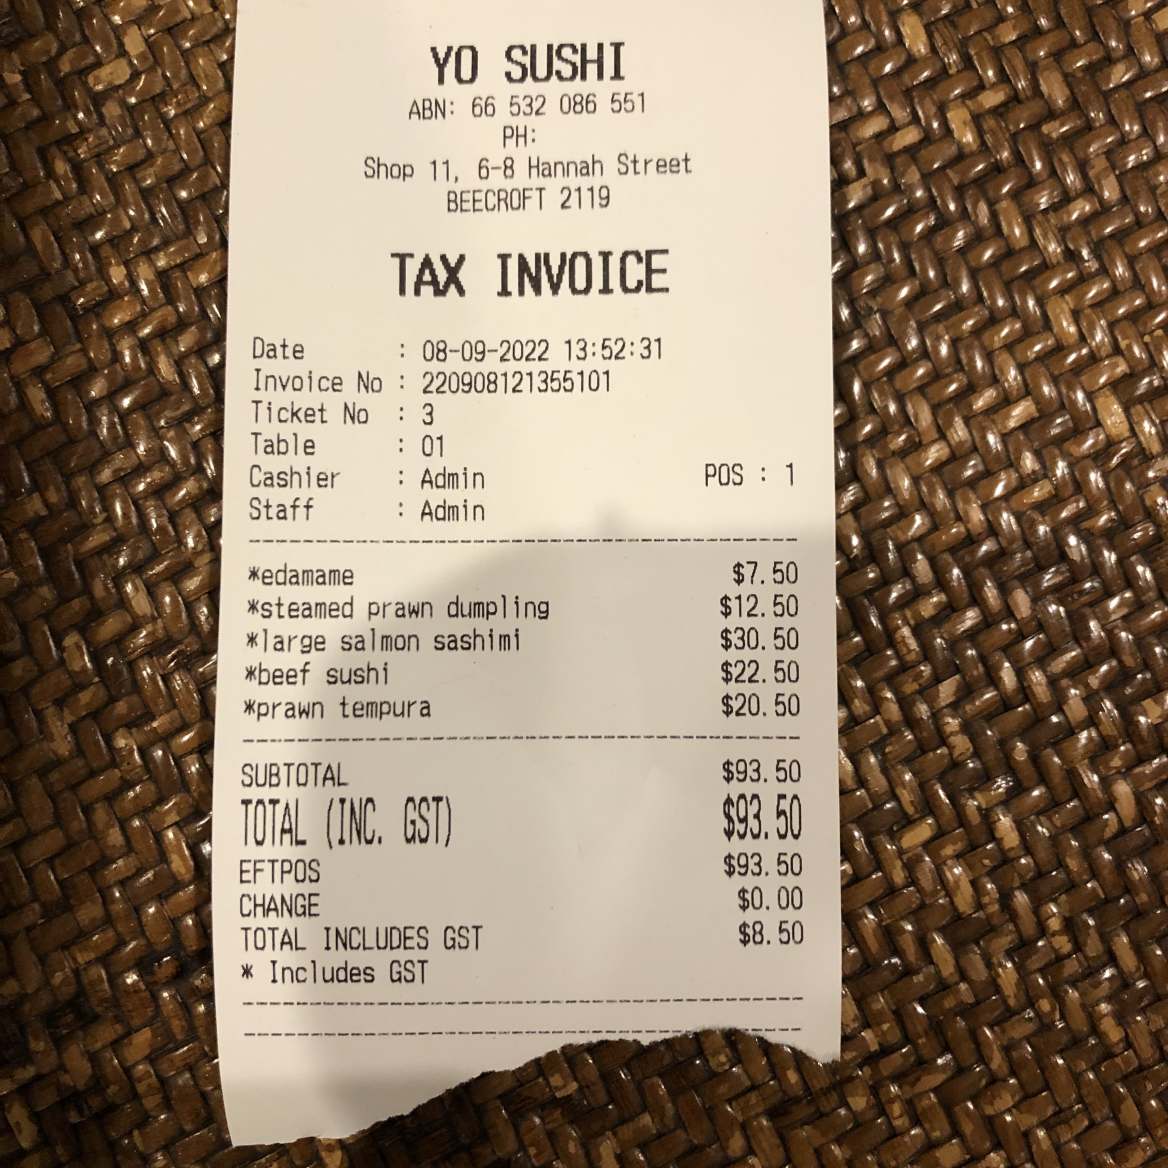 YO SUSHI
ABN: 66 532 086 551
PH:
Shop 11, 6-8 Hannah Street
BEECROFT 2119
TAX INVOICE
Date : 08-09-2022 13:52:31
Invoice No : 220908121355101
Ticket No : 3
Table : 01
Cashier : Admin POS : 1
Staff : Admin
*edamame $7.50
*steamed prawn dumpling $12.50
*large salmon sashimi $30.50
*beef sushi $22.50
*prawn tempura $20.50
SUBTOTAL $93.50
TOTAL (INC. GST) $93.50
EFTPOS $93.50
CHANGE $0.00
TOTAL INCLUDES GST $8.50
* Includes GST